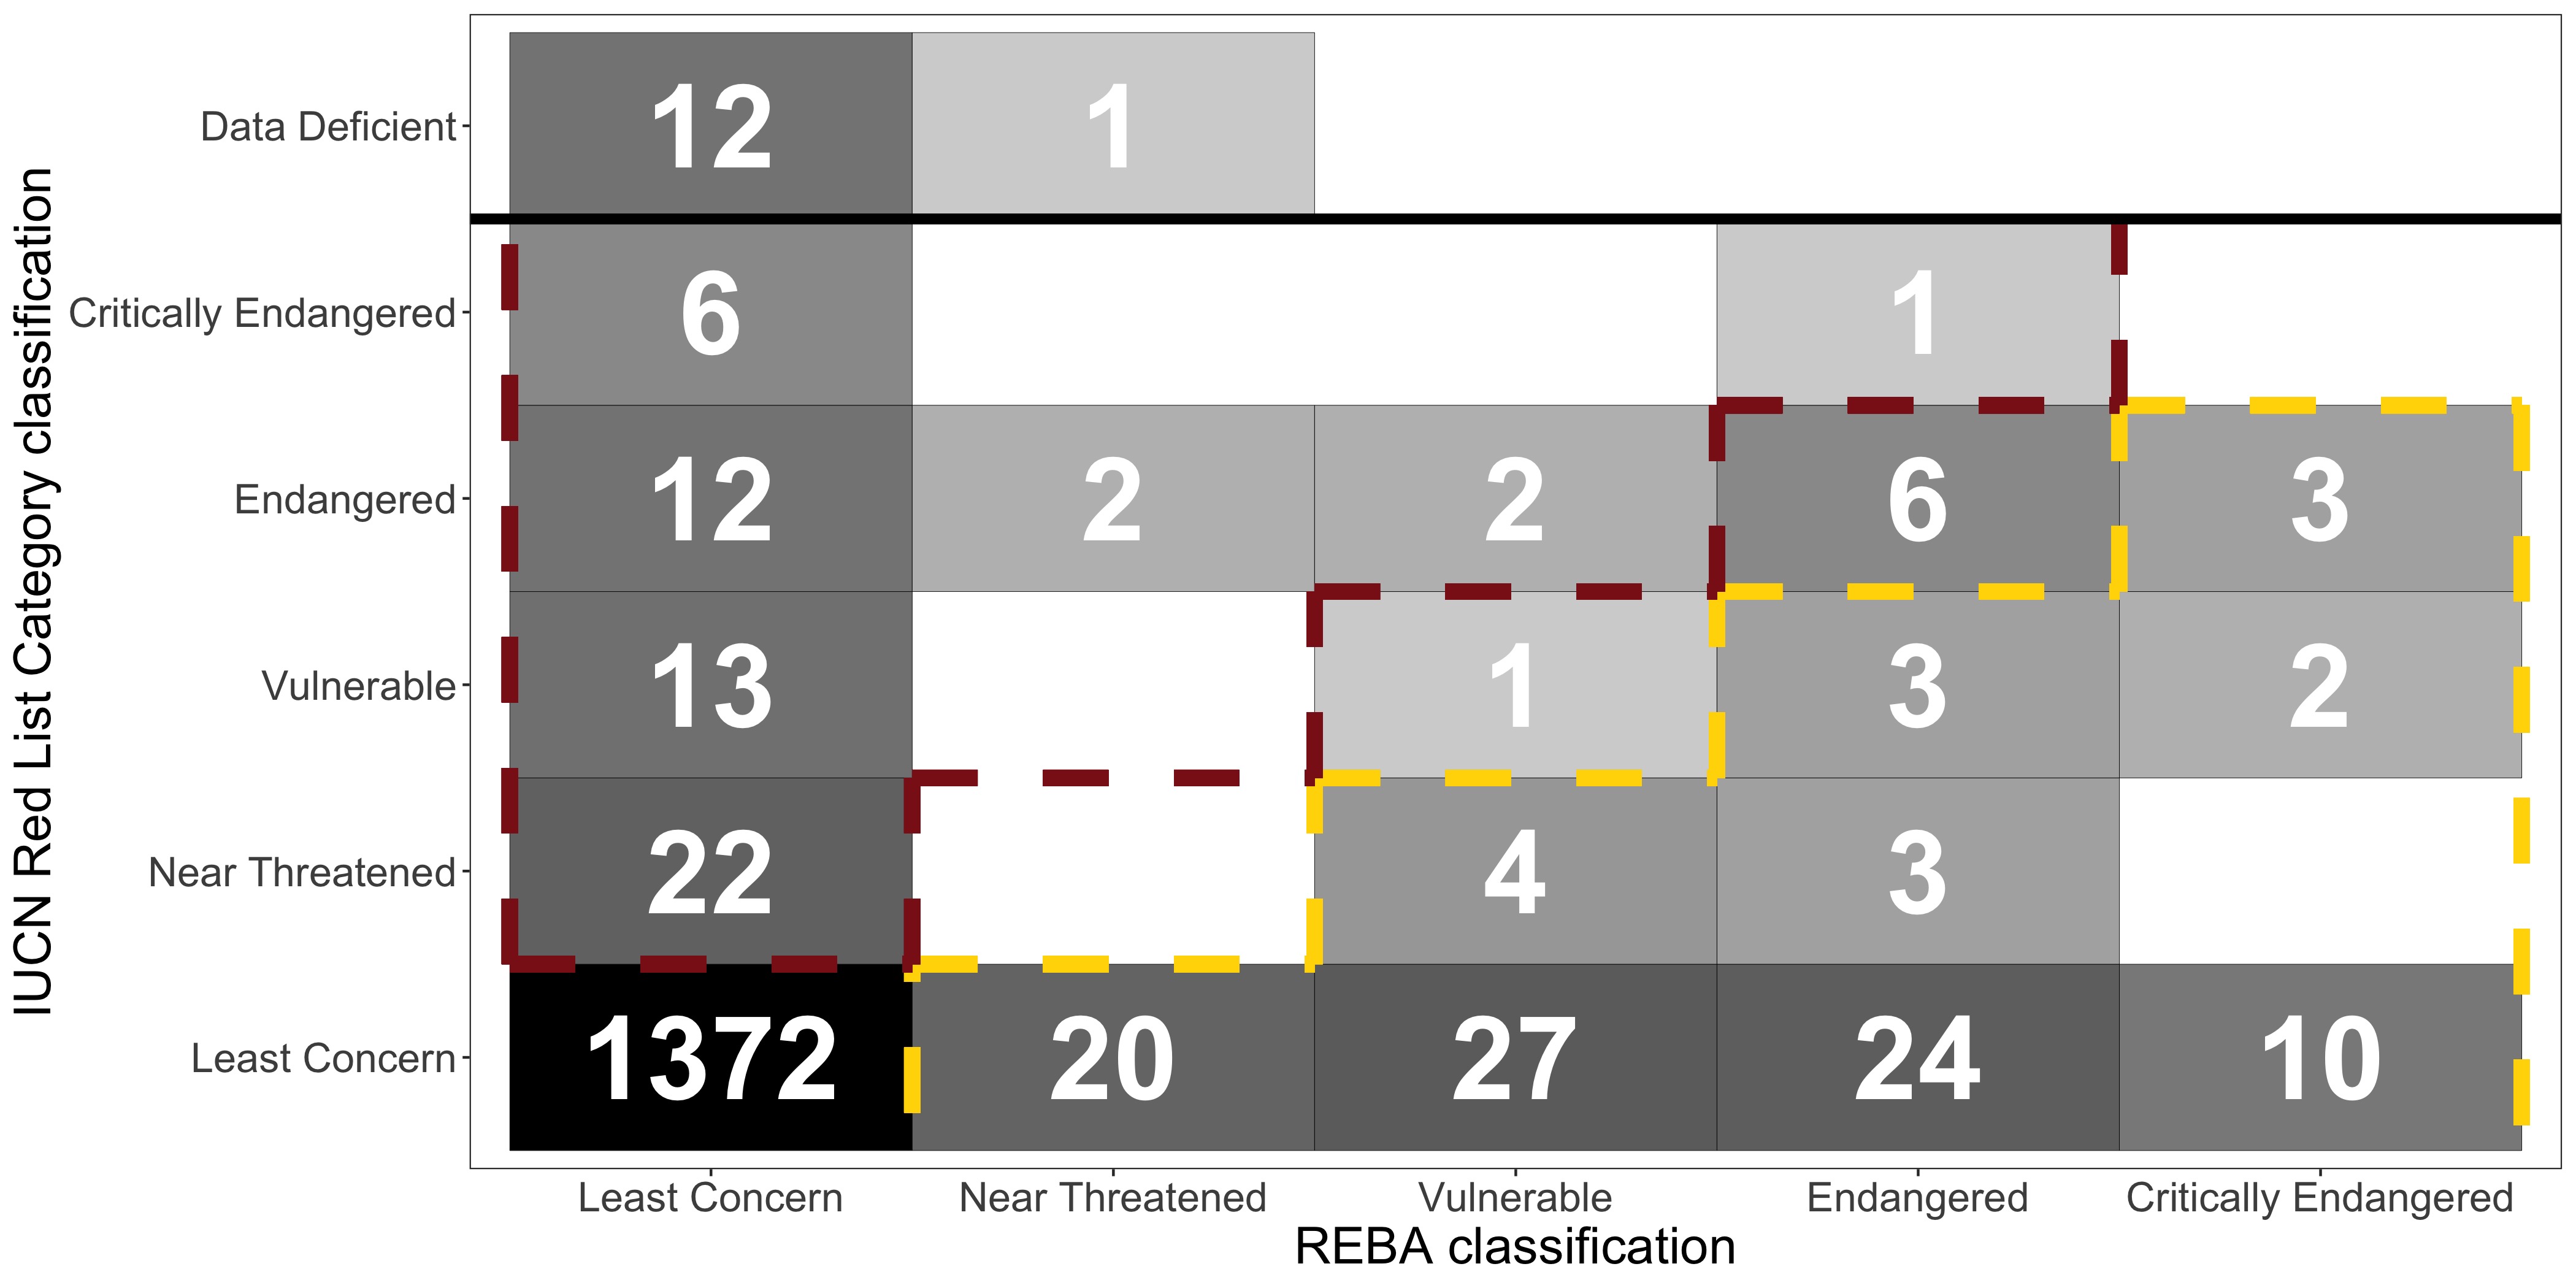 IUCN Red List Category classification
Data Deficient 12 1
Critically Endangered 6 1
Endangered 12 2 2 6 3
Vulnerable 13 1 3 2
Near Threatened 22 4 3
Least Concern 1372 20 27 24 10
Least Concern Near Threatened Vulnerable Endangered Critically Endangered
REBA classification